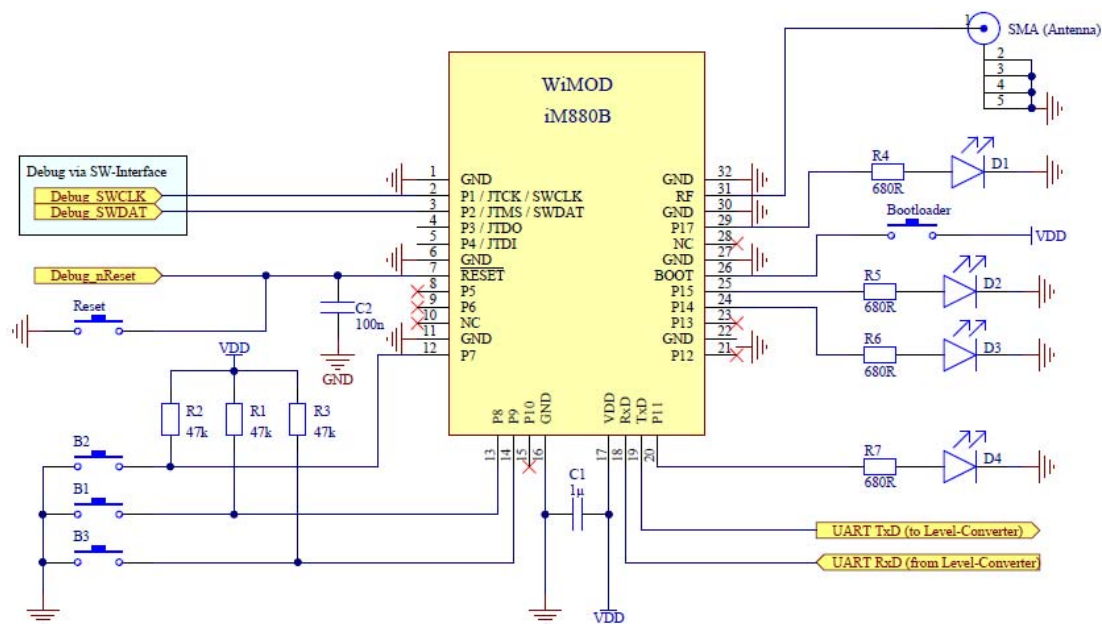 1 SMA (Antenna)
2
3
4
5
WiMOD
iM880B
Debug via SW-Interface
Debug_SWCLK
Debug_SWDAT
Debug_nReset
Reset
C2
100n
GND
VDD
R2
47k
R1
47k
R3
47k
B2
B1
B3
1 GND
2 P1 / JTCK / SWCLK
3 P2 / JTMS / SWDAT
4 P3 / JTDO
5 P4 / JTDI
6 GND
7 RESET
8 P5
9 P6
10 NC
11 GND
12 P7
13 P8
14 P9
15 P10
16 GND
17 VDD
18 RxD
19 TxD
20 P11
GND 32
RF 31
GND 30
P17 29
NC 28
GND 27
BOOT 26
P15 25
P14 24
P13 23
GND 22
P12 21
R4
680R
D1
Bootloader
VDD
R5
680R
D2
R6
680R
D3
R7
680R
D4
C1
1µ
VDD
UART TxD (to Level-Converter)
UART RxD (from Level-Converter)